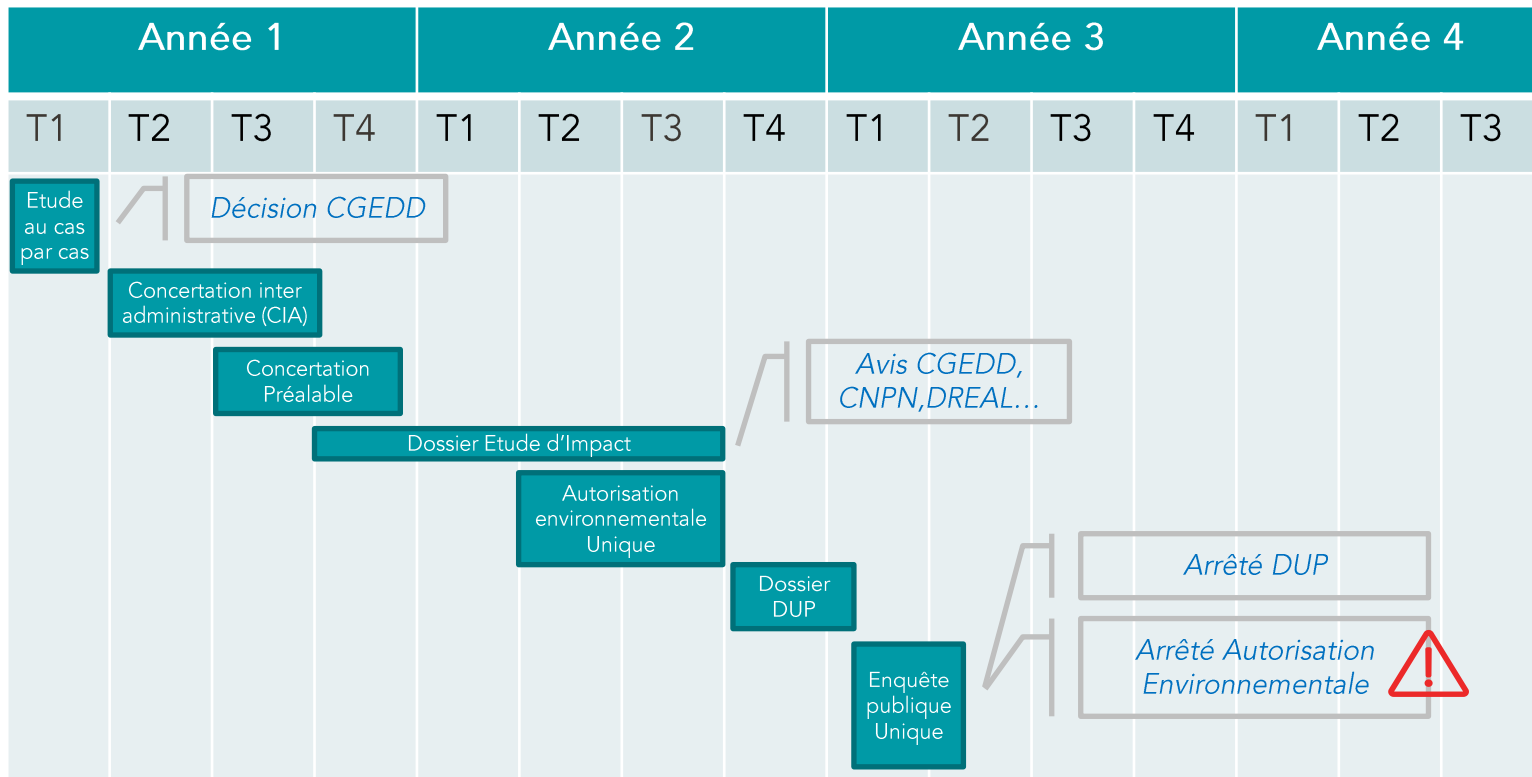 Année 1 Année 2 Année 3 Année 4
T1 T2 T3 T4 T1 T2 T3 T4 T1 T2 T3 T4 T1 T2 T3
Etude
au cas
par cas
Décision CGEDD
Concertation inter
administrative (CIA)
Concertation
Préalable
Avis CGEDD,
CNPN,DREAL...
Dossier Etude d'Impact
Autorisation
environnementale
Unique
Dossier
DUP
Arrêté DUP
Enquête
publique
Unique
Arrêté Autorisation
Environnementale
!